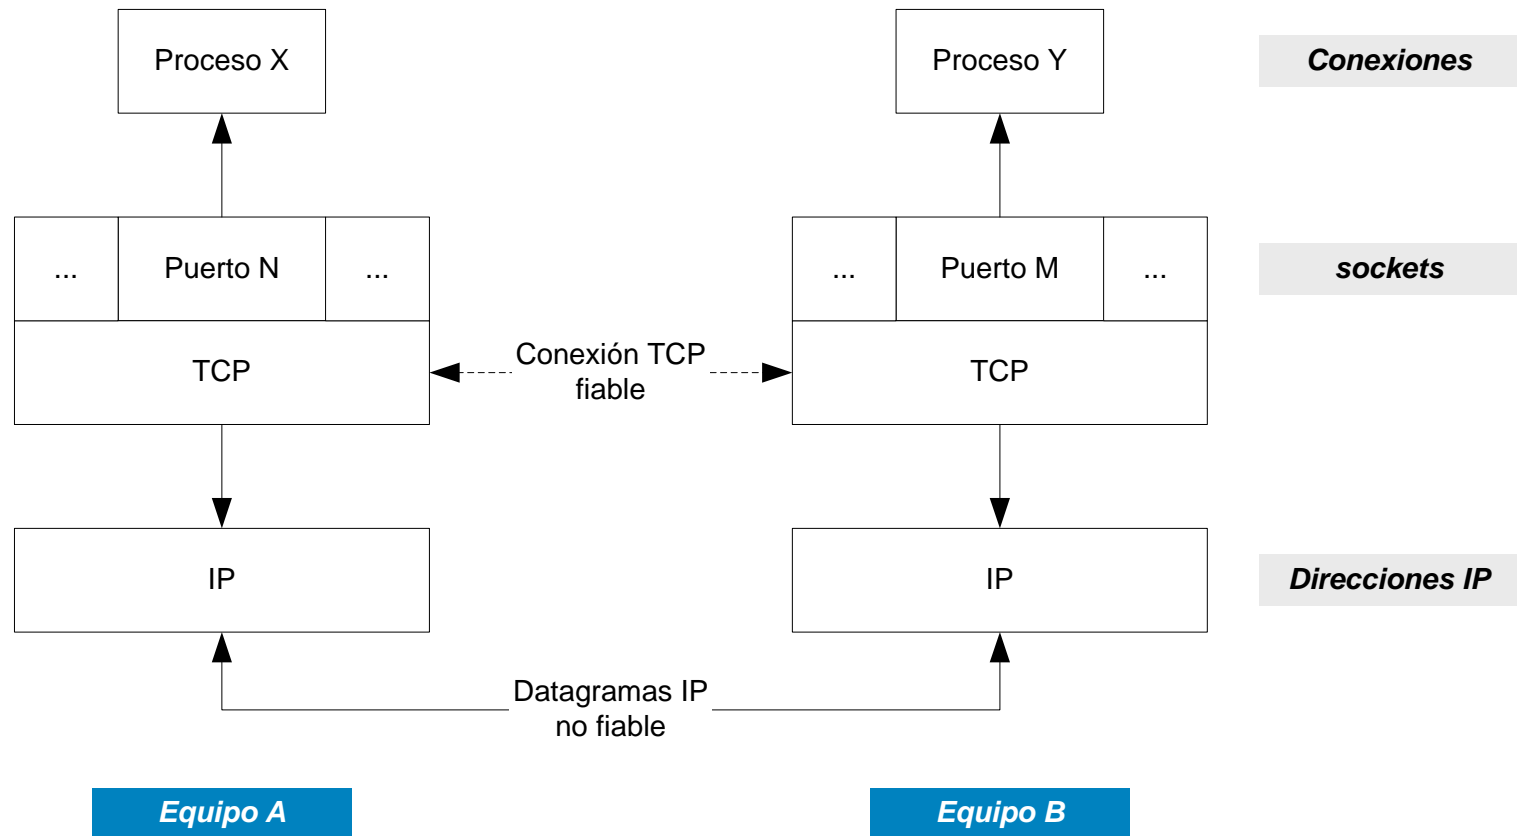 Proceso X
Proceso Y
Conexiones
...
Puerto N
...
...
Puerto M
...
sockets
TCP
Conexión TCP
fiable
TCP
IP
IP
Direcciones IP
Datagramas IP
no fiable
Equipo A
Equipo B